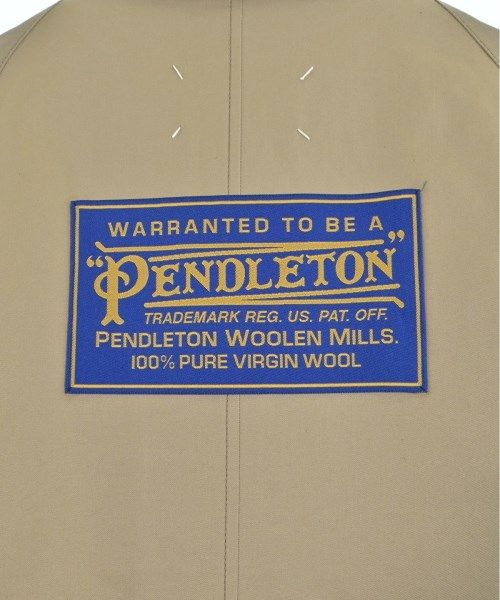 WARRANTED TO BE A
"PENDLETON"
TRADEMARK REG. US. PAT. OFF.
PENDLETON WOOLEN MILLS.
100% PURE VIRGIN WOOL